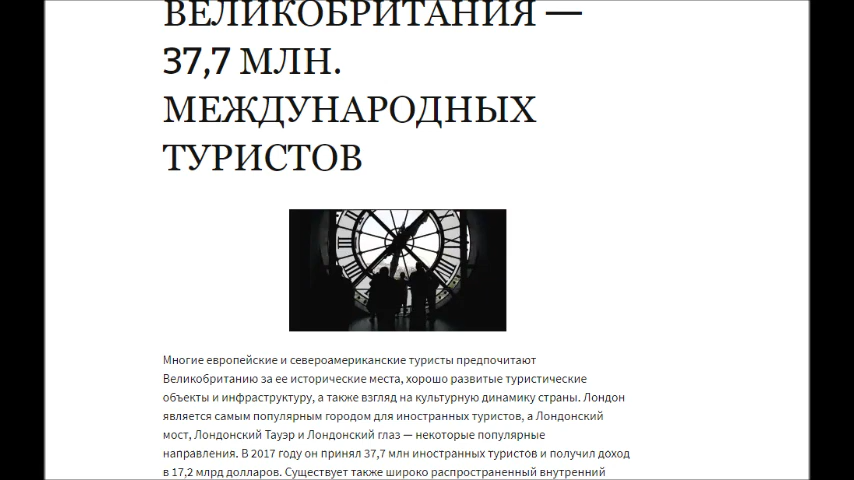 ВЕЛИКОБРИТАНИЯ —
37,7 МЛН.
МЕЖДУНАРОДНЫХ
ТУРИСТОВ
Многие европейские и североамериканские туристы предпочитают
Великобританию за ее исторические места, хорошо развитые туристические
объекты и инфраструктуру, а также взгляд на культурную динамику страны. Лондон
является самым популярным городом для иностранных туристов, а Лондонский
мост, Лондонский Тауэр и Лондонский глаз — некоторые популярные
направления. В 2017 году он принял 37,7 млн иностранных туристов и получил доход
в 17,2 млрд долларов. Существует также широко распространенный внутренний